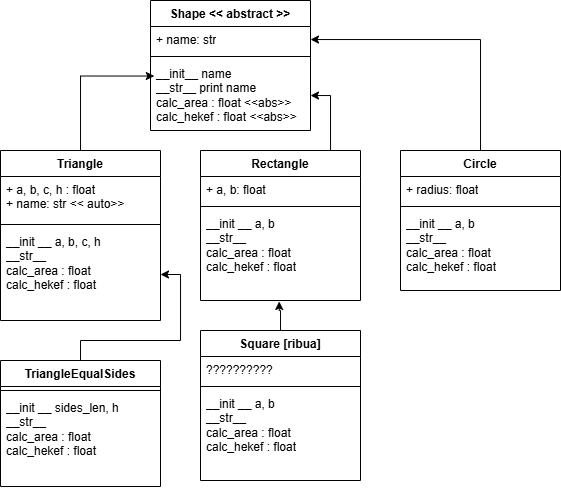 Shape << abstract >>
+ name: str
__init__ name
__str__ print name
calc_area : float <<abs>>
calc_hekef : float <<abs>>
Triangle
+ a, b, c, h : float
+ name: str << auto>>
__init __ a, b, c, h
__str__
calc_area : float
calc_hekef : float
Rectangle
+ a, b: float
__init __ a, b
__str__
calc_area : float
calc_hekef : float
Circle
+ radius: float
__init __ a, b
__str__
calc_area : float
calc_hekef : float
TriangleEqualSides
__init __ sides_len, h
__str__
calc_area : float
calc_hekef : float
Square [ribua]
??????????
__init __ a, b
__str__
calc_area : float
calc_hekef : float